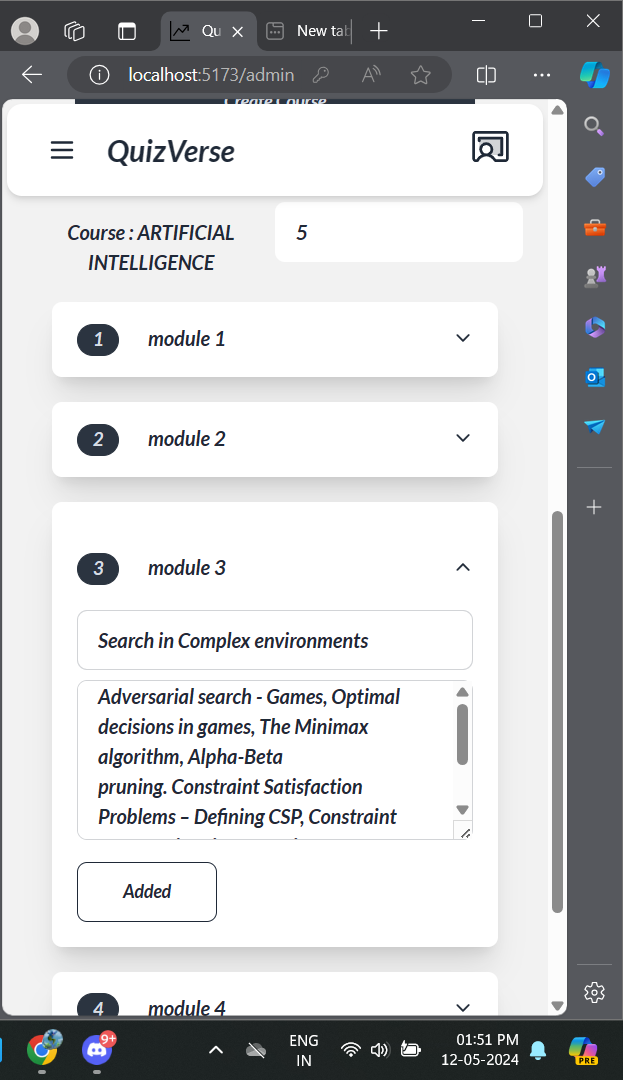 Qu
New tab
localhost:5173/admin
Create Course
QuizVerse
Course : ARTIFICIAL
INTELLIGENCE
5
1 module 1
2 module 2
3 module 3
Search in Complex environments
Adversarial search - Games, Optimal
decisions in games, The Minimax
algorithm, Alpha-Beta
pruning. Constraint Satisfaction
Problems – Defining CSP, Constraint
Added
4 module 4
9+
ENG
IN
01:51 PM
12-05-2024
PRE